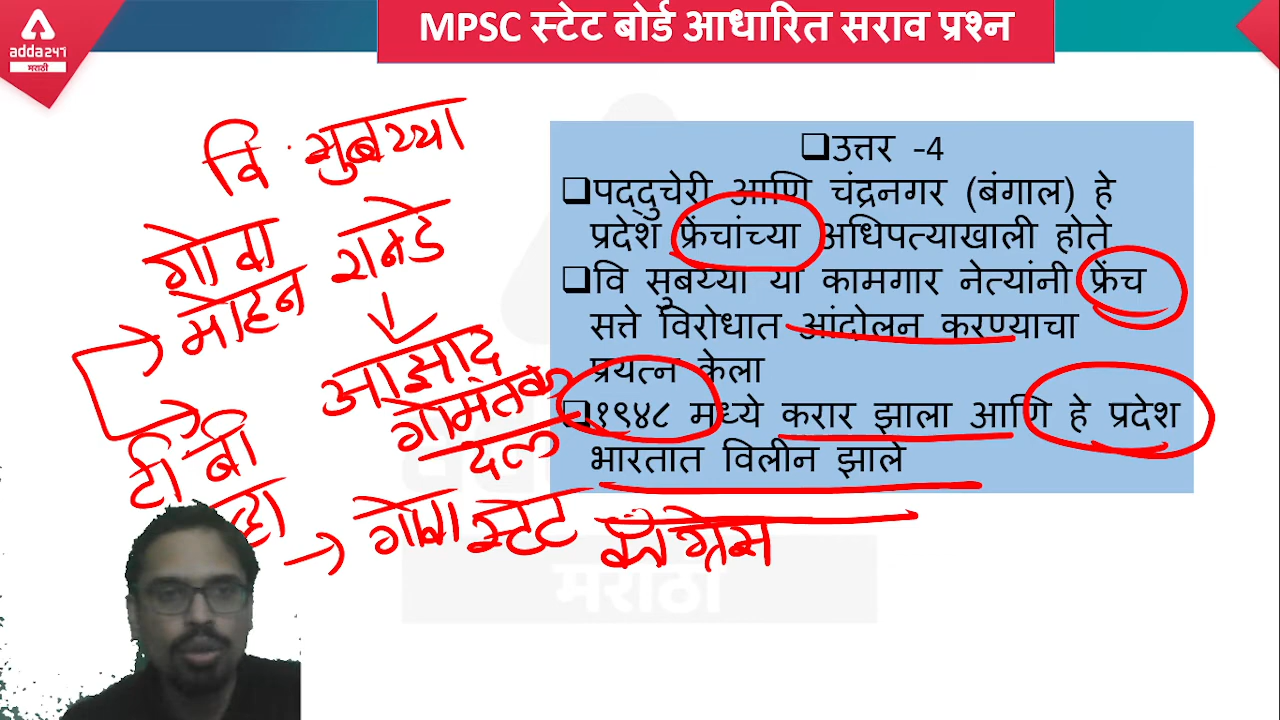 MPSC स्टेट बोर्ड आधारित सराव प्रश्न
adda247
मराठी
वि. सुबय्या
गोवा
मोहन रानडे
आझाद
गोमंतक
दल
टी बी
गोवा स्टेट काँग्रेस
❑उत्तर -4
❑पद्दुचेरी आणि चंद्रनगर (बंगाल) हे
प्रदेश फ्रेंचांच्या अधिपत्याखाली होते
❑वि सुबय्या या कामगार नेत्यांनी फ्रेंच
सत्ते विरोधात आंदोलन करण्याचा
प्रयत्न केला
❑१९४८ मध्ये करार झाला आणि हे प्रदेश
भारतात विलीन झाले
मराठी